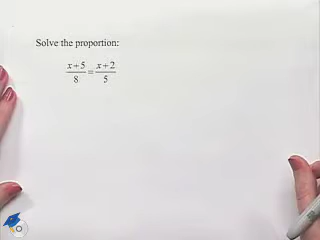 Solve the proportion:
x+5/8 = x+2/5